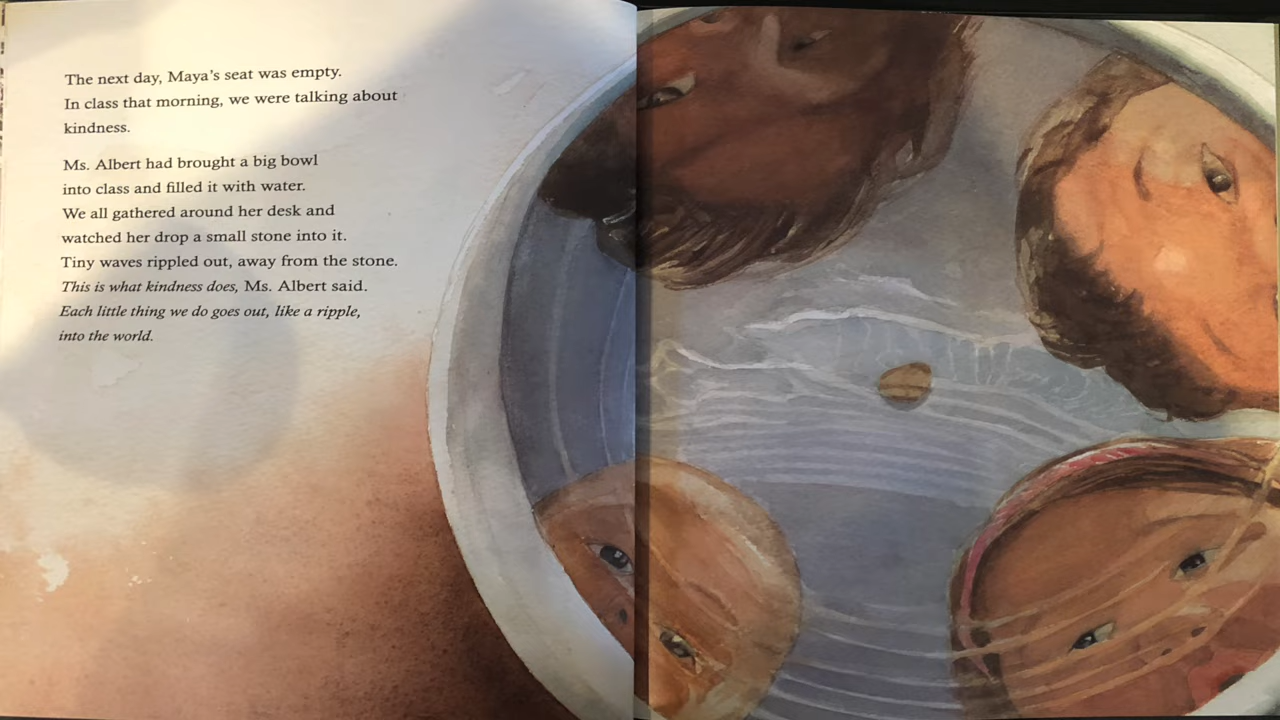 The next day, Maya's seat was empty.
In class that morning, we were talking about
kindness.
Ms. Albert had brought a big bowl
into class and filled it with water.
We all gathered around her desk and
watched her drop a small stone into it.
Tiny waves rippled out, away from the stone.
This is what kindness does, Ms. Albert said.
Each little thing we do goes out, like a ripple,
into the world.